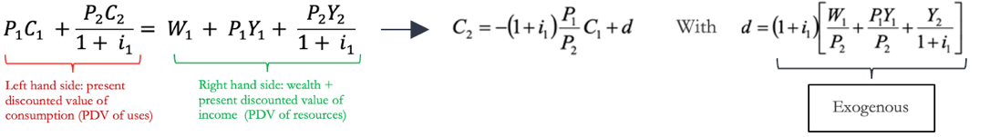 P₁C₁ + P₂C₂ / (1 + i₁) = W₁ + P₁Y₁ + P₂Y₂ / (1 + i₁) → C₂ = −(1+i₁) (P₁/P₂) C₁ + d With d = (1+i₁) [W₁/P₂ + P₁Y₁/P₂ + Y₂/(1+i₁)]
Left hand side: present
discounted value of
consumption (PDV of uses)
Right hand side: wealth +
present discounted value of
income (PDV of resources)
Exogenous